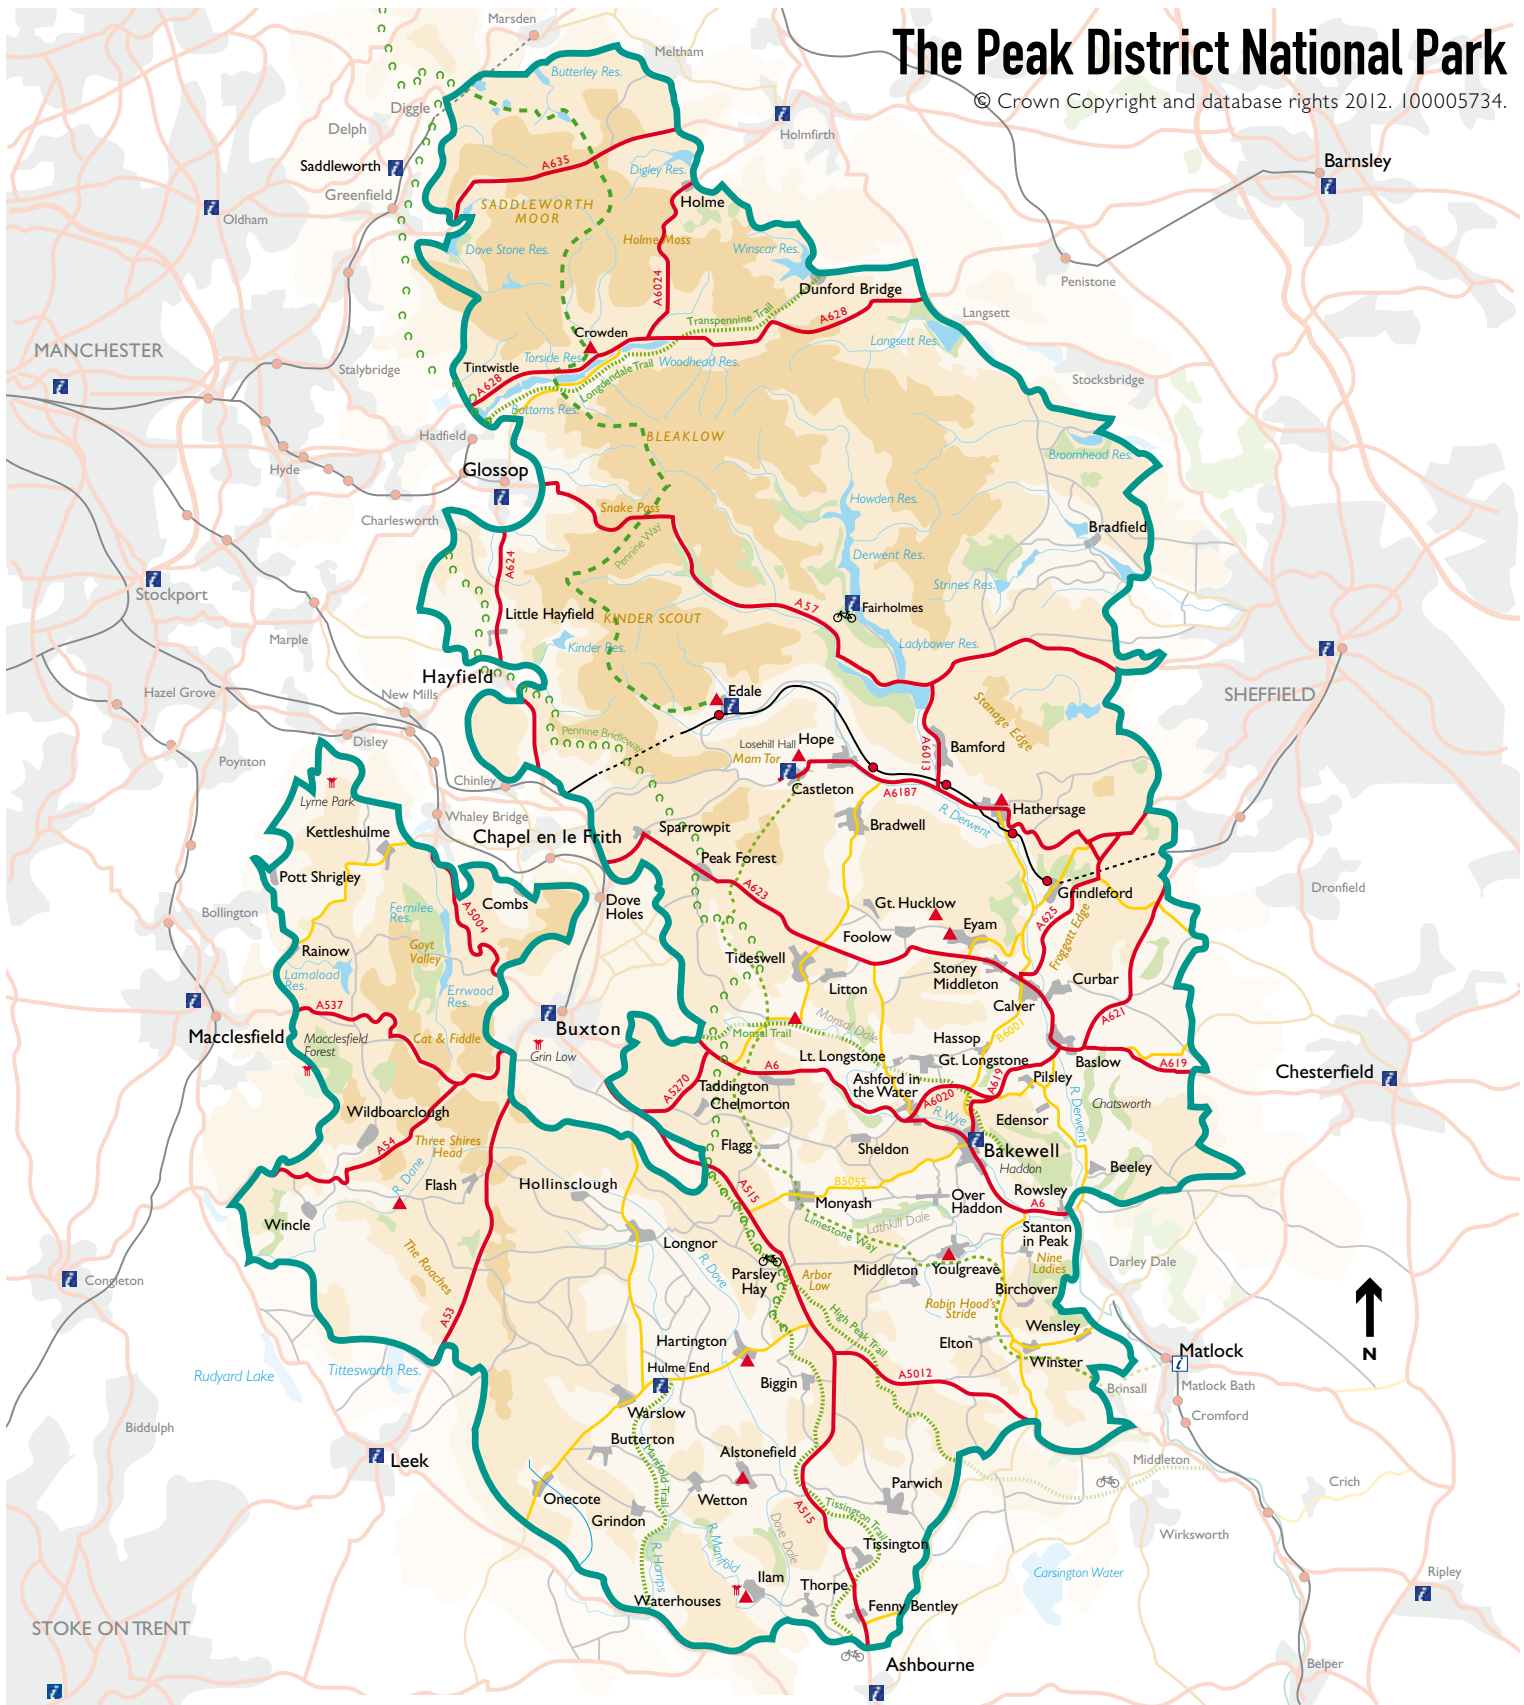 The Peak District National Park
© Crown Copyright and database rights 2012. 100005734.
Marsden
Meltham
Butterley Res.
Diggle
Delph
Holmfirth
Saddleworth
A635
Digley Res.
Barnsley
Greenfield
SADDLEWORTH
MOOR
Holme
Oldham
Holme Moss
Dove Stone Res.
Winscar Res.
A6024
Dunford Bridge
Penistone
Transpennine Trail
A628
Langsett
Crowden
MANCHESTER
Langsett Res.
Torside Res.
Woodhead Res.
Stalybridge
Tintwistle
A628
Longdendale Trail
Stocksbridge
Bottoms Res.
Hadfield
BLEAKLOW
Broomhead Res.
Glossop
Hyde
Howden Res.
Snake Pass
Charlesworth
Bradfield
Pennine Way
A624
Derwent Res.
Strines Res.
Stockport
A57
Fairholmes
Little Hayfield
KINDER SCOUT
Marple
Kinder Res.
Ladybower Res.
Hayfield
Hazel Grove
New Mills
Edale
SHEFFIELD
Stanage Edge
Pennine Bridleway
Disley
Losehill Hall
Hope
Bamford
Mam Tor
A6013
Poynton
Castleton
Chinley
A6187
Lyme Park
Hathersage
Whaley Bridge
R. Derwent
Kettleshulme
Chapel en le Frith
Sparrowpit
Bradwell
Peak Forest
Pott Shrigley
A623
Grindleford
Dronfield
Combs
Dove
Holes
Fernilee
Res.
Gt. Hucklow
Bollington
A5004
A625
Eyam
Foolow
Froggatt Edge
Goyt
Valley
Rainow
Tideswell
Stoney
Middleton
Lamaload
Res.
Litton
Curbar
Errwood
Res.
Calver
A537
Monsal Dale
A621
Buxton
Monsal Trail
Macclesfield
Macclesfield
Forest
Cat & Fiddle
Hassop
B6001
Grin Low
Lt. Longstone
Gt. Longstone
Baslow
A619
A6
Chesterfield
Taddington
Ashford in
the Water
A619
Pilsley
A5270
Chelmorton
A6020
Wildboarclough
R. Wye
R. Derwent
Chatsworth
Edensor
Three Shires
Head
A54
Flagg
Sheldon
Bakewell
Haddon
Beeley
R. Dane
Flash
Hollinsclough
A515
B5055
Rowsley
Monyash
Over
Haddon
A6
Wincle
Lathkill Dale
Limestone Way
Stanton
in Peak
Longnor
The Roaches
R. Dove
Nine
Ladies
Darley Dale
Parsley
Hay
Arbor
Low
Middleton
Youlgreave
Congleton
Birchover
Robin Hood's
Stride
A53
High Peak Trail
Wensley
Hartington
Elton
Matlock
N
Hulme End
Winster
Rudyard Lake
Tittesworth Res.
A5012
Biggin
Bonsall
Matlock Bath
Warslow
Cromford
Biddulph
Butterton
Alstonefield
Leek
Manifold Trail
Middleton
Parwich
Crich
Onecote
Wetton
A515
Tissington Trail
Grindon
Dove Dale
Wirksworth
R. Manifold
Tissington
R. Hamps
Carsington Water
Ripley
Ilam
Thorpe
Waterhouses
Fenny Bentley
STOKE ON TRENT
Ashbourne
Belper